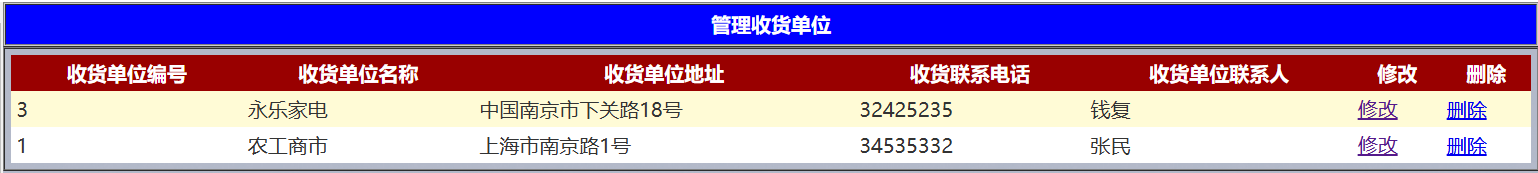 管理收货单位
收货单位编号 收货单位名称 收货单位地址 收货联系电话 收货单位联系人 修改 删除
3 永乐家电 中国南京市下关路18号 32425235 钱复 修改 删除
1 农工商市 上海市南京路1号 34535332 张民 修改 删除